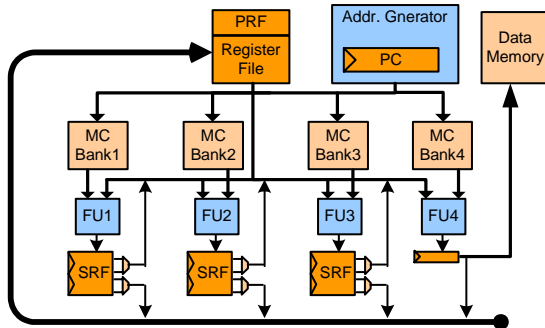 PRF
Register
File
Addr. Gnerator
PC
Data
Memory
MC
Bank1
MC
Bank2
MC
Bank3
MC
Bank4
FU1
FU2
FU3
FU4
SRF
SRF
SRF